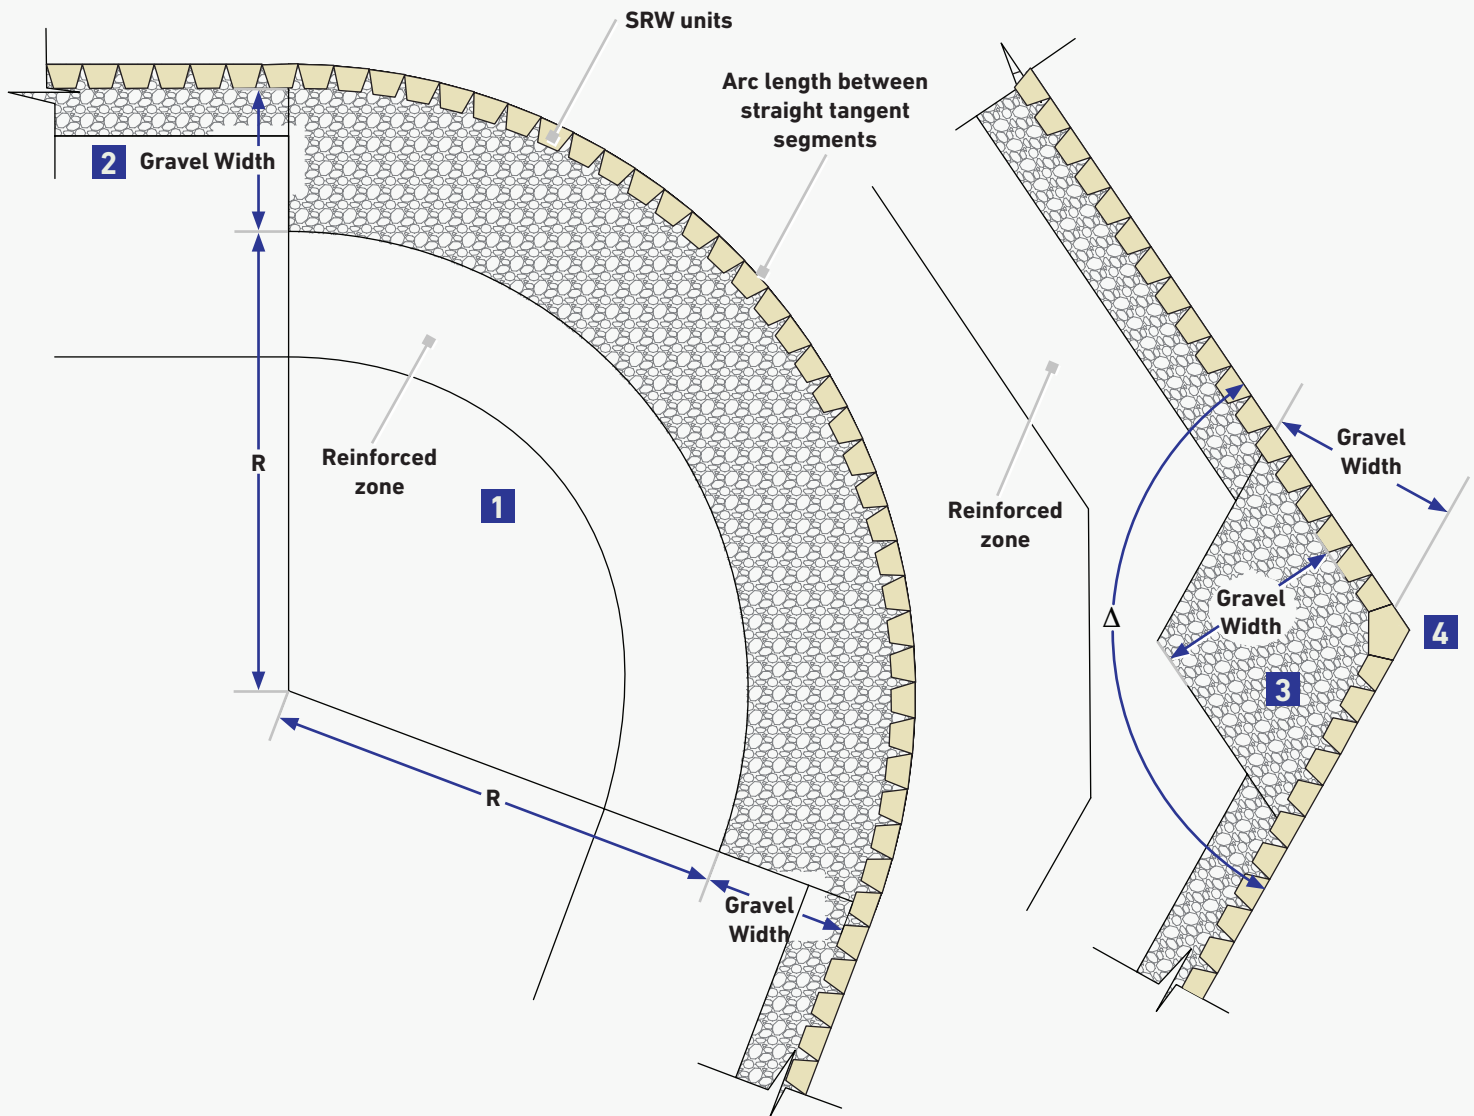 SRW units
Arc length between
straight tangent
segments
2 Gravel Width
R
Reinforced
zone
1
R
Gravel
Width
Reinforced
zone
Δ
Gravel
Width
Gravel
Width
3
4